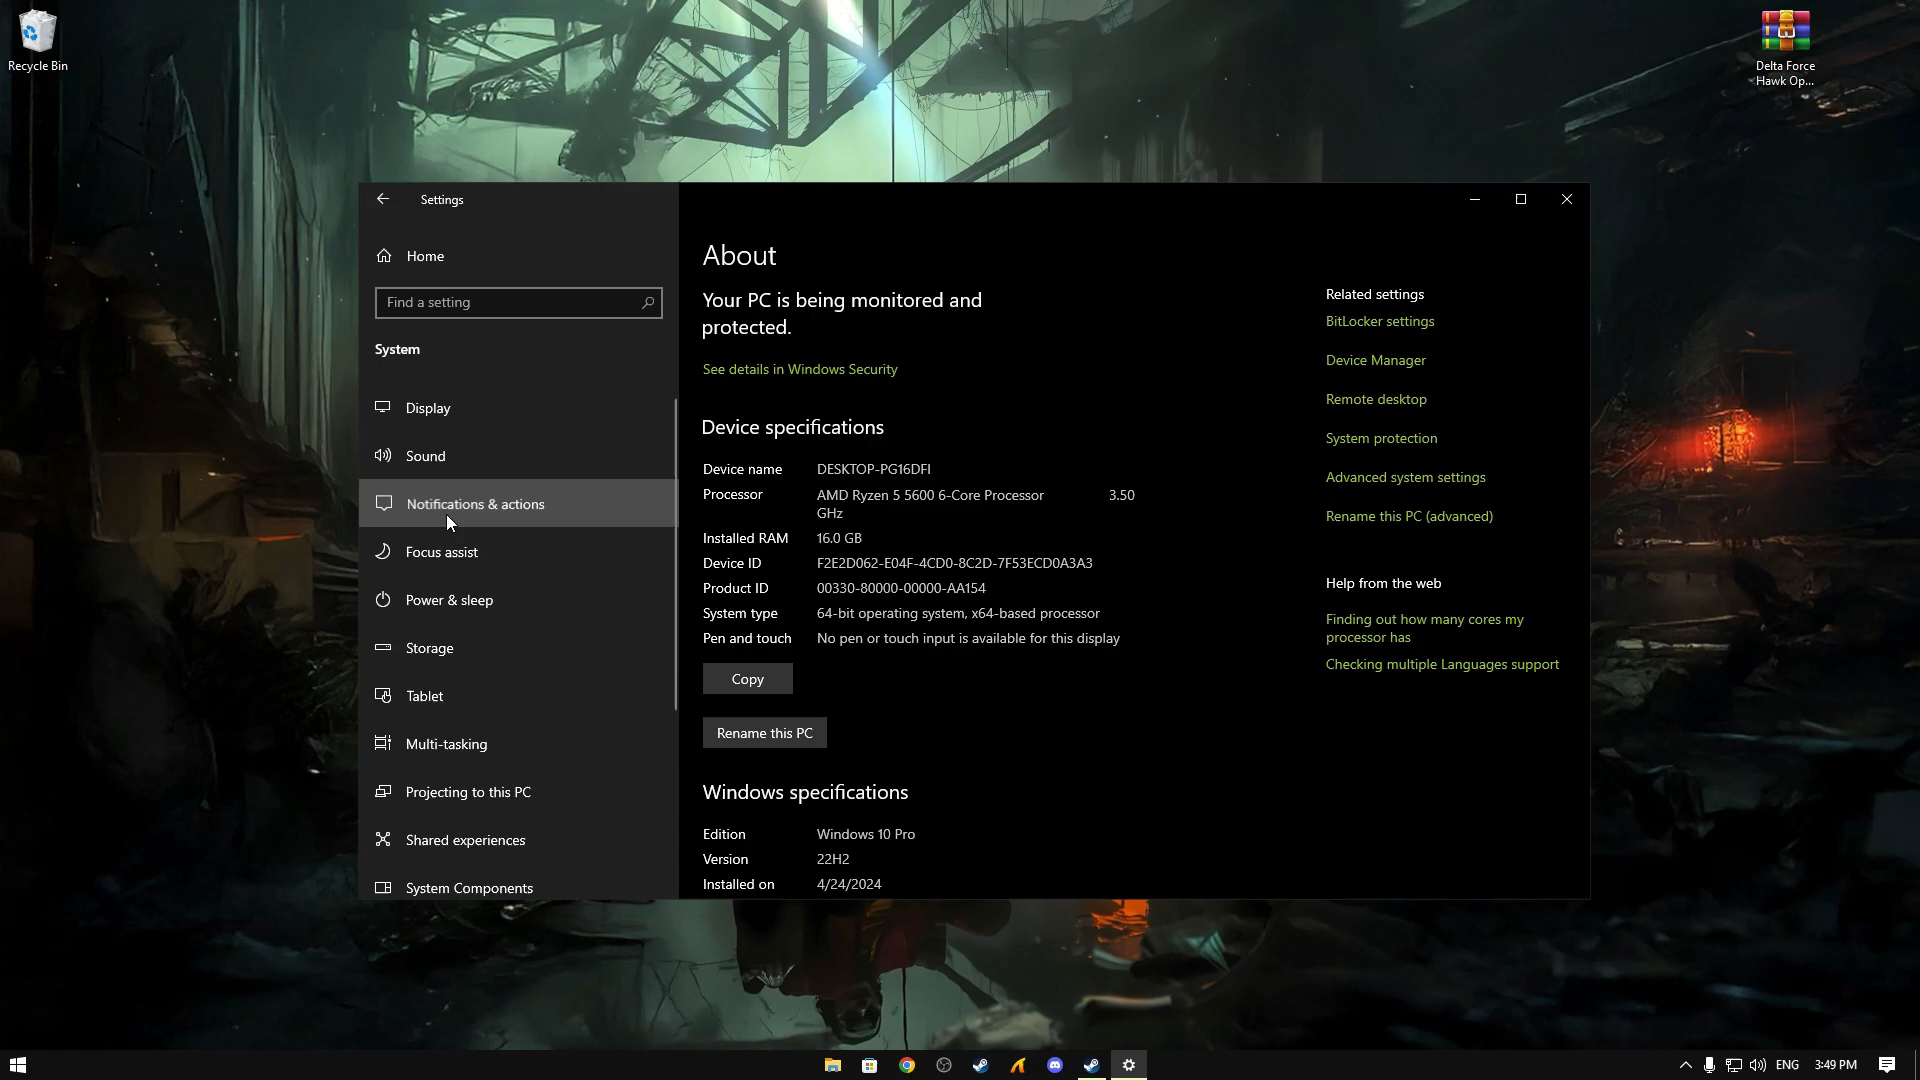 Recycle Bin
Delta Force
Hawk Op...
Settings
Home
Find a setting
System
Display
Sound
Notifications & actions
Focus assist
Power & sleep
Storage
Tablet
Multi-tasking
Projecting to this PC
Shared experiences
System Components
About
Your PC is being monitored and
protected.
See details in Windows Security
Device specifications
Device name DESKTOP-PG16DFI
Processor AMD Ryzen 5 5600 6-Core Processor 3.50
GHz
Installed RAM 16.0 GB
Device ID F2E2D062-E04F-4CD0-8C2D-7F53ECD0A3A3
Product ID 00330-80000-00000-AA154
System type 64-bit operating system, x64-based processor
Pen and touch No pen or touch input is available for this display
Copy
Rename this PC
Windows specifications
Edition Windows 10 Pro
Version 22H2
Installed on 4/24/2024
Related settings
BitLocker settings
Device Manager
Remote desktop
System protection
Advanced system settings
Rename this PC (advanced)
Help from the web
Finding out how many cores my
processor has
Checking multiple Languages support
ENG 3:49 PM